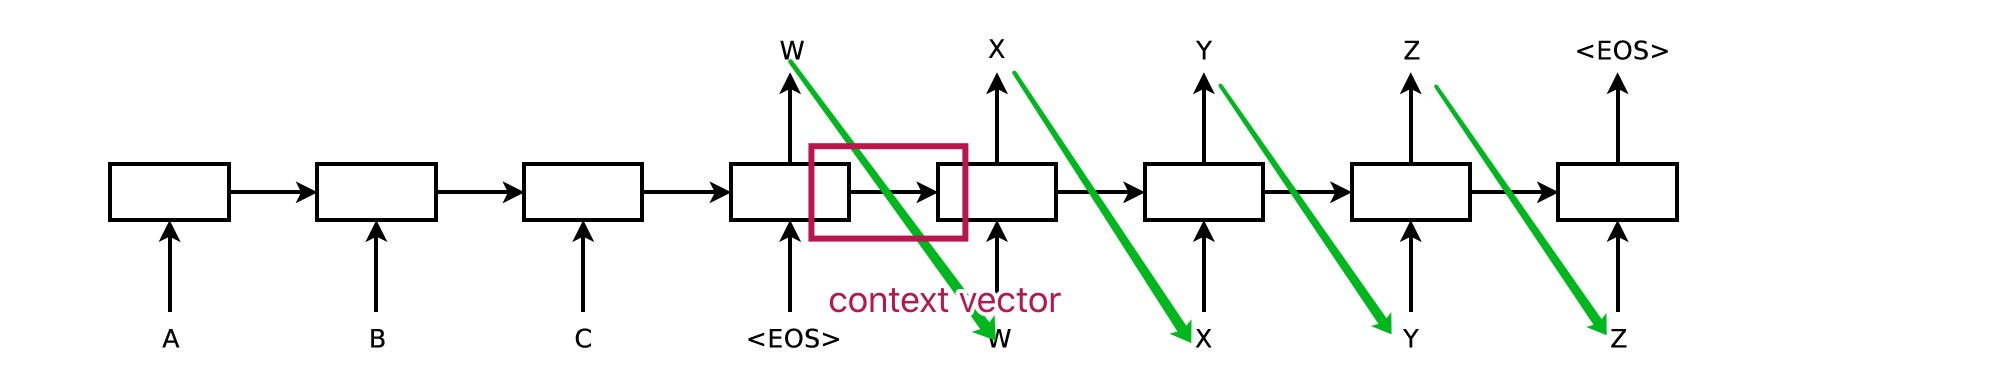 W X Y Z <EOS>
context vector
A B C <EOS> W X Y Z